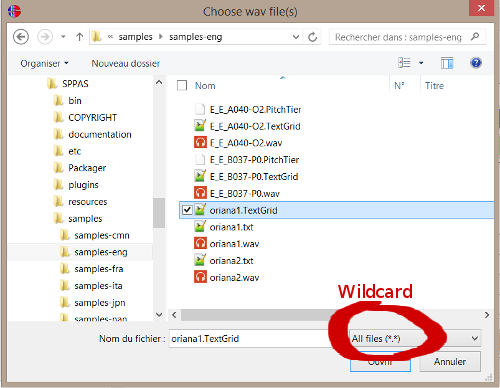 Choose wav file(s)
« samples samples-eng
Rechercher dans : samples-eng
Organiser Nouveau dossier
SPPAS
bin
COPYRIGHT
documentation
etc
Packager
plugins
resources
samples
samples-cmn
samples-eng
samples-fra
samples-ita
samples-jpn
samples-nan
Nom N° Titre
E_E_A040-O2.PitchTier
E_E_A040-O2.TextGrid
E_E_A040-O2.wav
E_E_B037-P0.PitchTier
E_E_B037-P0.TextGrid
E_E_B037-P0.wav
oriana1.TextGrid
oriana1.txt
oriana1.wav
oriana2.txt
oriana2.wav
Wildcard
Nom du fichier : oriana1.TextGrid
All files (*.*)
Ouvrir Annuler